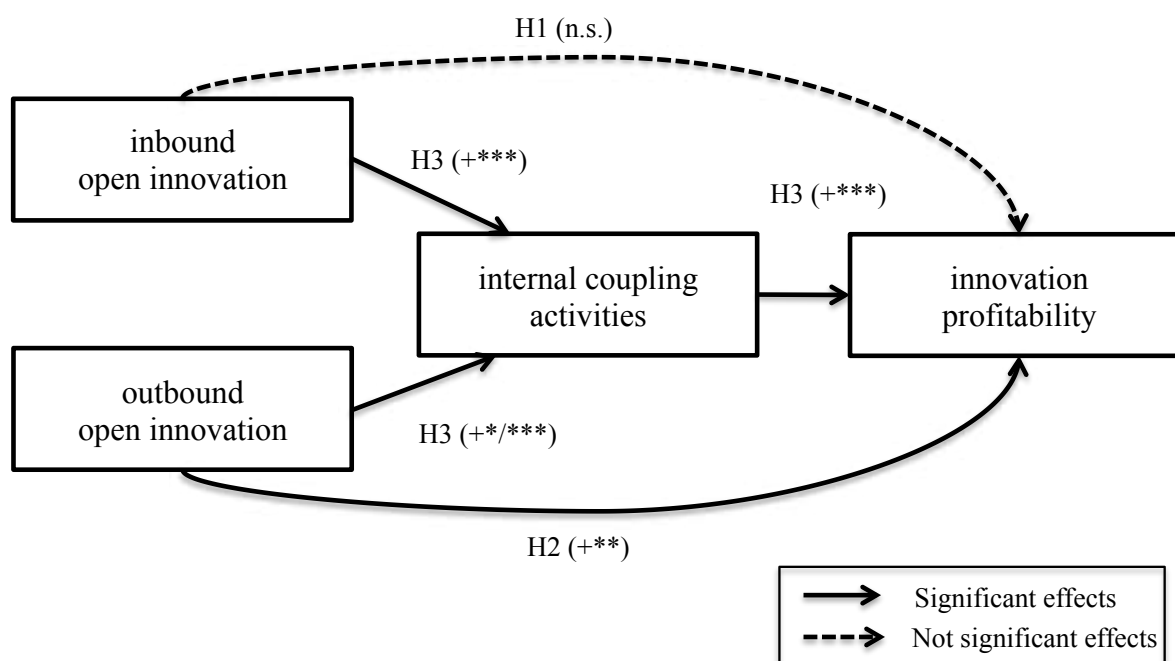 H1 (n.s.)
inbound
open innovation
H3 (+***)
H3 (+***)
internal coupling
activities
innovation
profitability
outbound
open innovation
H3 (+*/***)
H2 (+**)
Significant effects
Not significant effects